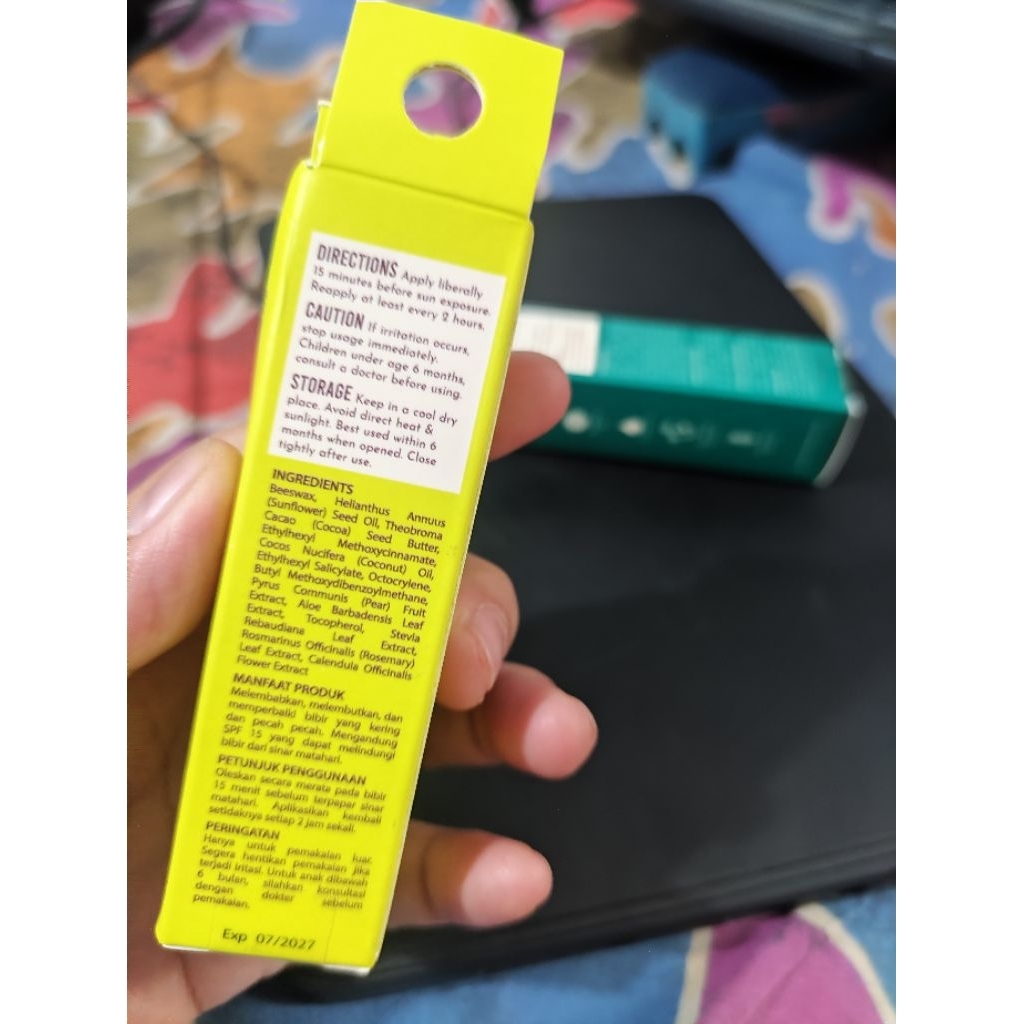 DIRECTIONS Apply liberally
15 minutes before sun exposure.
Reapply at least every 2 hours.
CAUTION If irritation occurs,
stop usage immediately.
Children under age 6 months,
consult a doctor before using.
STORAGE Keep in a cool dry
place. Avoid direct heat &
sunlight. Best used within 6
months when opened. Close
tightly after use.
INGREDIENTS
Beeswax, Helianthus Annuus
(Sunflower) Seed Oil, Theobroma
Cacao (Cocoa) Seed Butter,
Ethylhexyl Methoxycinnamate,
Cocos Nucifera (Coconut) Oil,
Ethylhexyl Salicylate, Octocrylene,
Butyl Methoxydibenzoylmethane,
Pyrus Communis (Pear) Fruit
Extract, Aloe Barbadensis Leaf
Extract, Tocopherol, Stevia
Rebaudiana Leaf Extract,
Rosmarinus Officinalis (Rosemary)
Leaf Extract, Calendula Officinalis
Flower Extract
MANFAAT PRODUK
Melembabkan, melembutkan, dan
memperbaiki bibir yang kering
dan pecah pecah. Mengandung
SPF 15 yang dapat melindungi
bibir dari sinar matahari.
PETUNJUK PENGGUNAAN
Oleskan secara merata pada bibir
15 menit sebelum terpapar sinar
matahari. Aplikasikan kembali
setidaknya setiap 2 jam sekali.
PERINGATAN
Hanya untuk pemakaian luar.
Segera hentikan pemakaian jika
terjadi iritasi. Untuk anak dibawah
6 bulan, silahkan konsultasi
dengan dokter sebelum
pemakaian.
Exp 07/2027